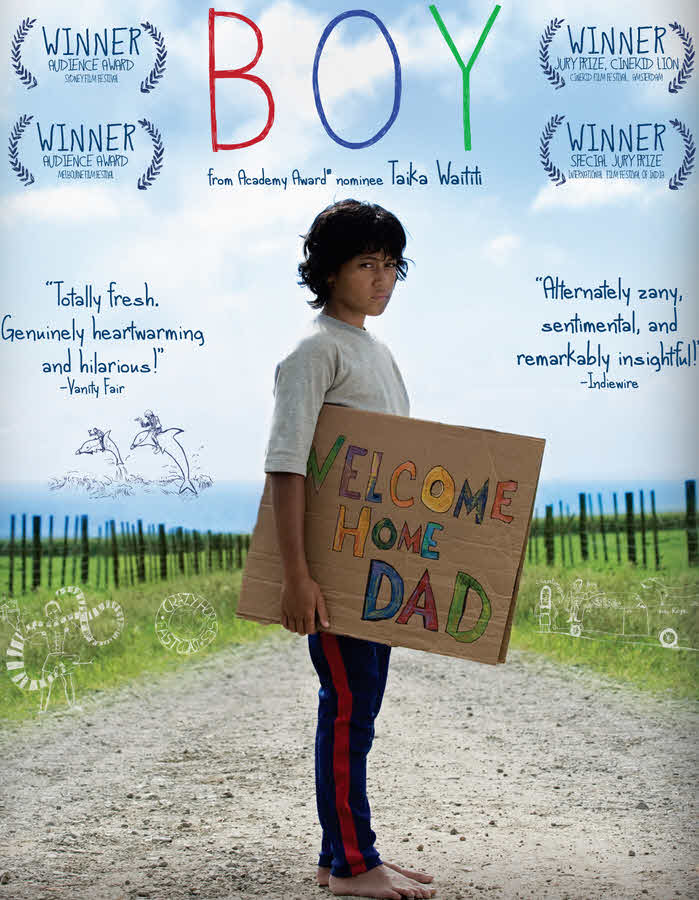 BOY
from Academy Award® nominee Taika Waititi
WINNER
AUDIENCE AWARD
SYDNEY FILM FESTIVAL
WINNER
AUDIENCE AWARD
MELBOURNE FILM FESTIVAL
WINNER
JURY PRIZE, CINEKID LION
CINEKID FILM FESTIVAL, AMSTERDAM
WINNER
SPECIAL JURY PRIZE
INTERNATIONAL FILM FESTIVAL OF INDIA
"Totally fresh.
Genuinely heartwarming
and hilarious!"
-Vanity Fair
"Alternately zany,
sentimental, and
remarkably insightful!"
-Indiewire
WELCOME
HOME
DAD
CRAZY HORSES